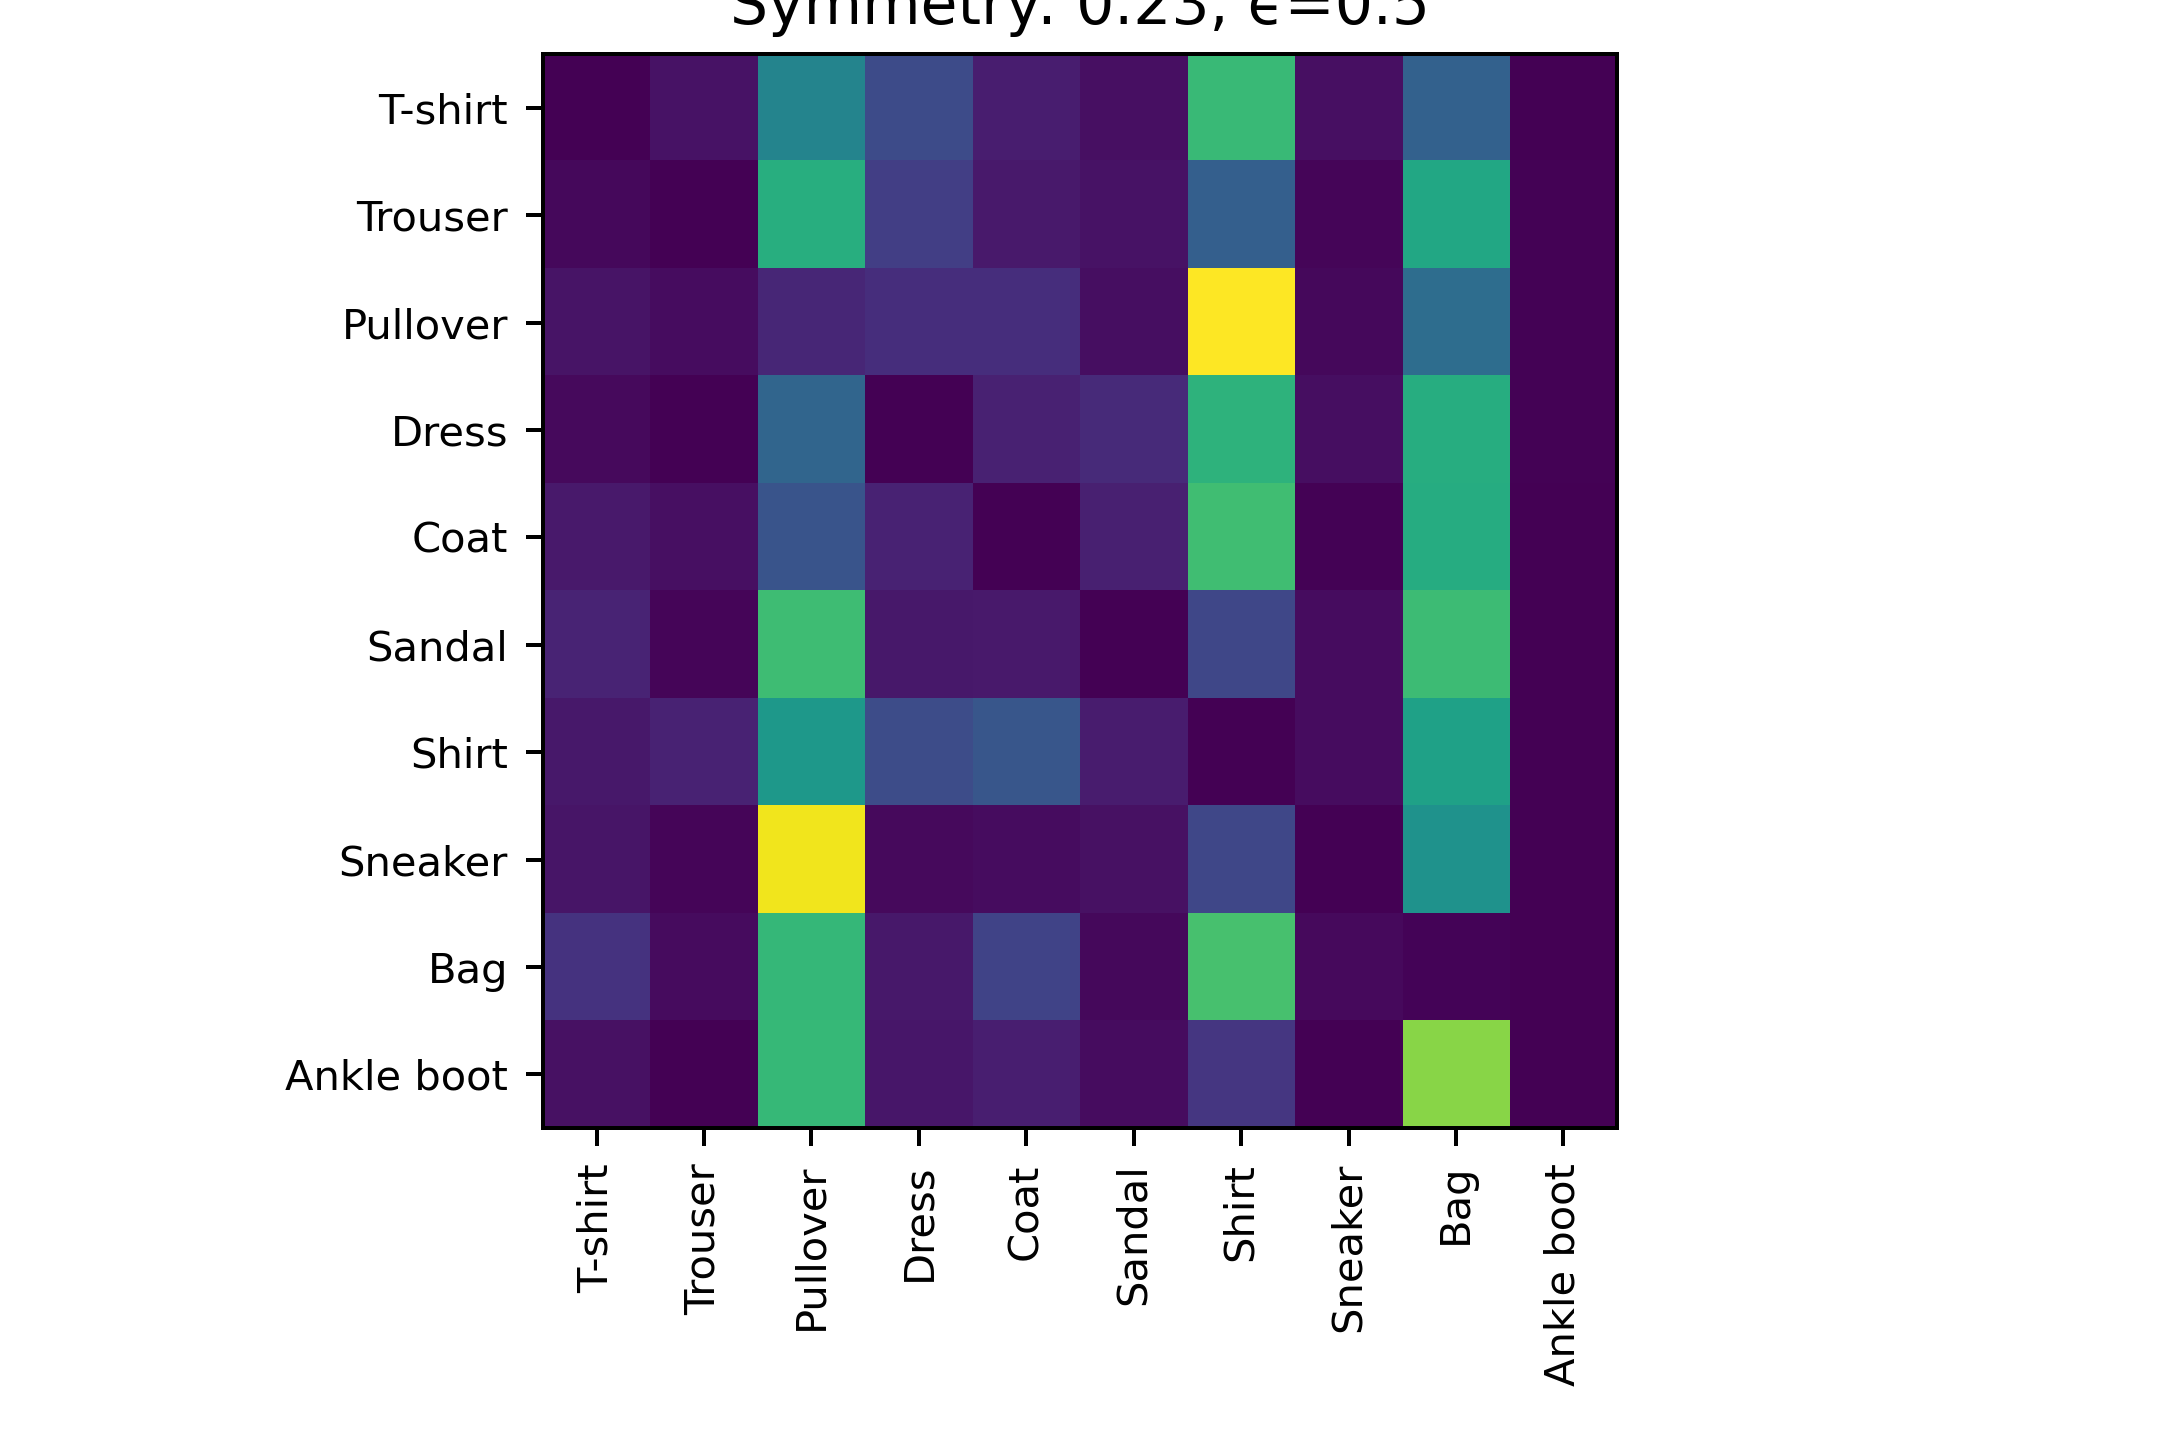 Symmetry: 0.23, ϵ=0.5
T-shirt
Trouser
Pullover
Dress
Coat
Sandal
Shirt
Sneaker
Bag
Ankle boot
T-shirt
Trouser
Pullover
Dress
Coat
Sandal
Shirt
Sneaker
Bag
Ankle boot